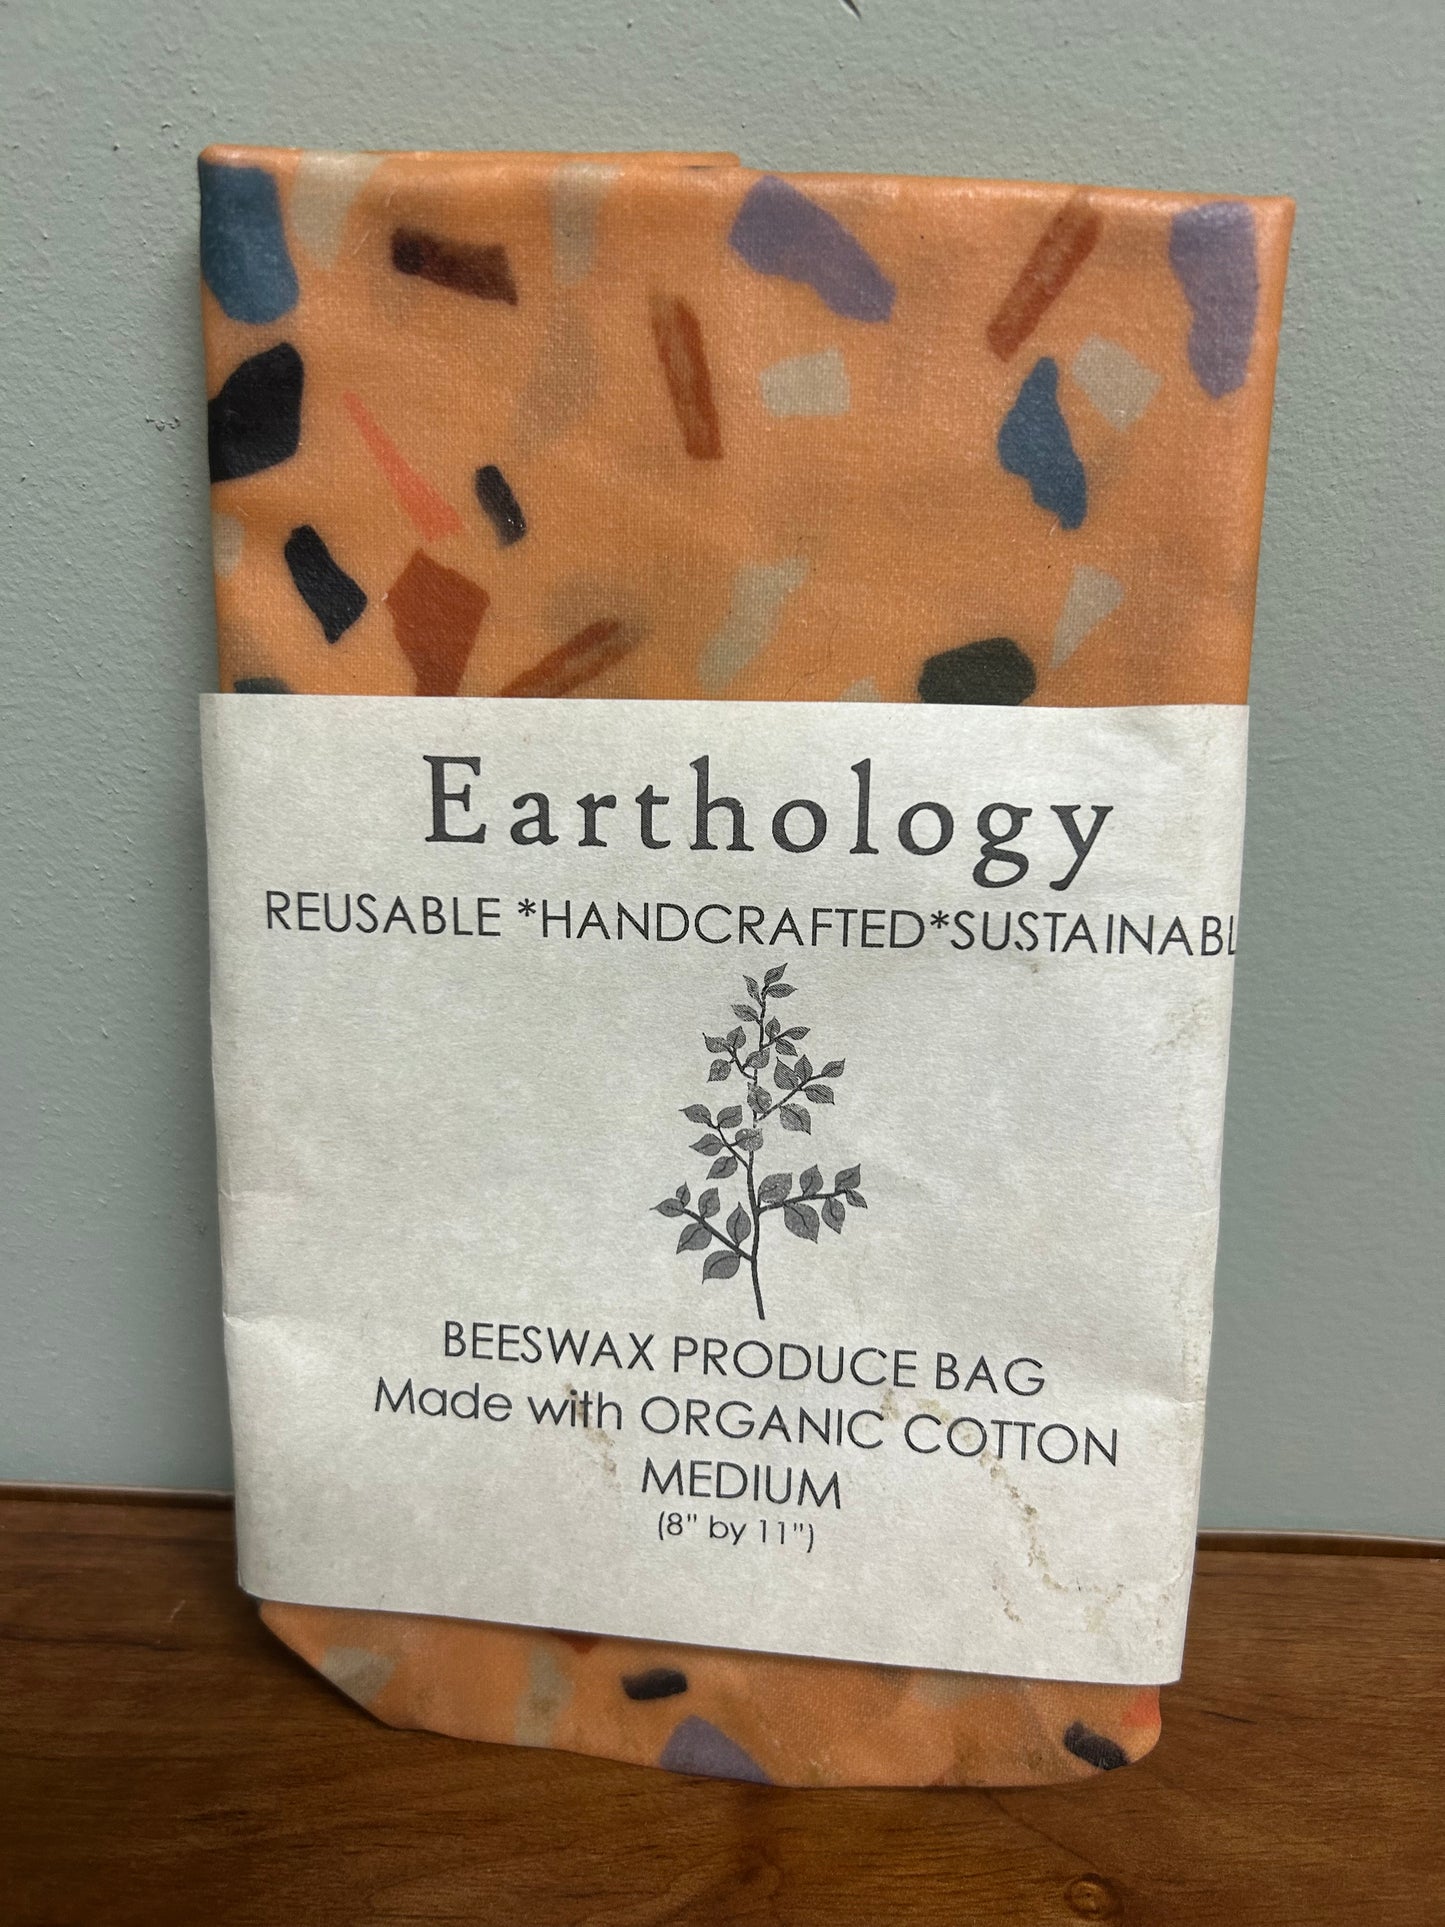 Earthology
REUSABLE *HANDCRAFTED*SUSTAINABL
BEESWAX PRODUCE BAG
Made with ORGANIC COTTON
MEDIUM
(8" by 11")